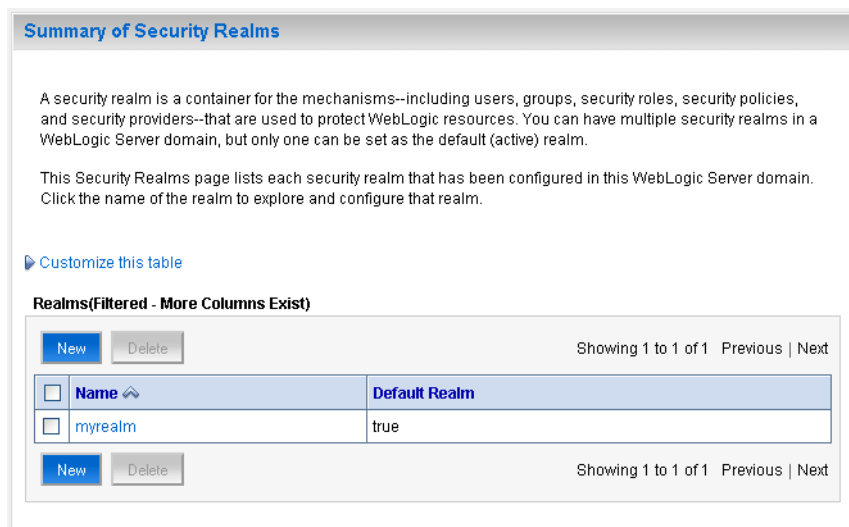 Summary of Security Realms
A security realm is a container for the mechanisms--including users, groups, security roles, security policies,
and security providers--that are used to protect WebLogic resources. You can have multiple security realms in a
WebLogic Server domain, but only one can be set as the default (active) realm.
This Security Realms page lists each security realm that has been configured in this WebLogic Server domain.
Click the name of the realm to explore and configure that realm.
Customize this table
Realms(Filtered - More Columns Exist)
New Delete Showing 1 to 1 of 1 Previous | Next
Name Default Realm
myrealm true
New Delete Showing 1 to 1 of 1 Previous | Next